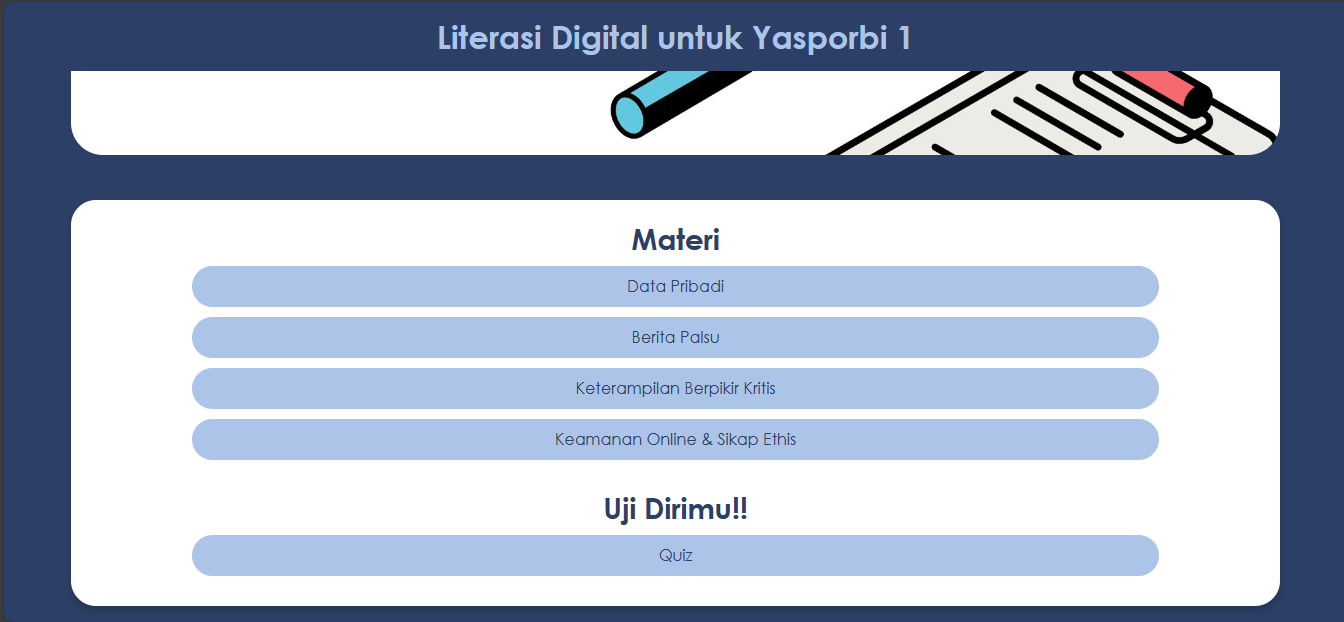 Literasi Digital untuk Yasporbi 1
Materi
Data Pribadi
Berita Palsu
Keterampilan Berpikir Kritis
Keamanan Online & Sikap Ethis
Uji Dirimu!!
Quiz